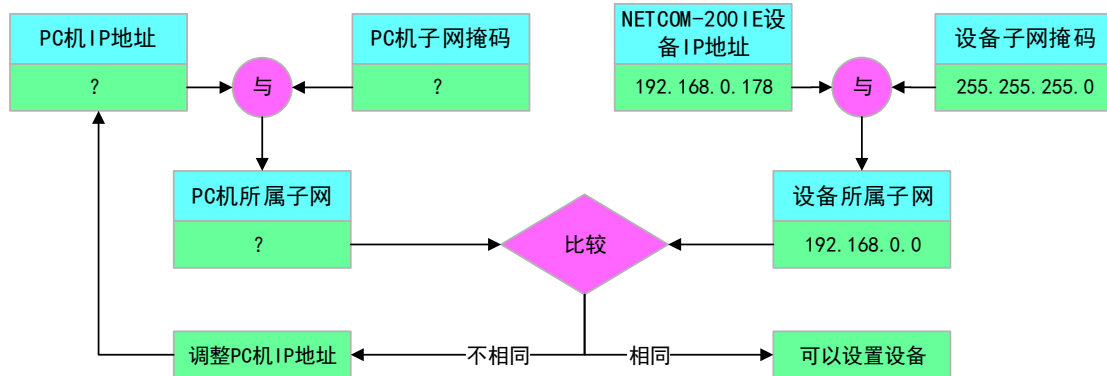 PC机IP地址
?
与
PC机子网掩码
?
NETCOM-200IE设
备IP地址
192.168.0.178
与
设备子网掩码
255.255.255.0
PC机所属子网
?
比较
设备所属子网
192.168.0.0
调整PC机IP地址
不相同
相同
可以设置设备